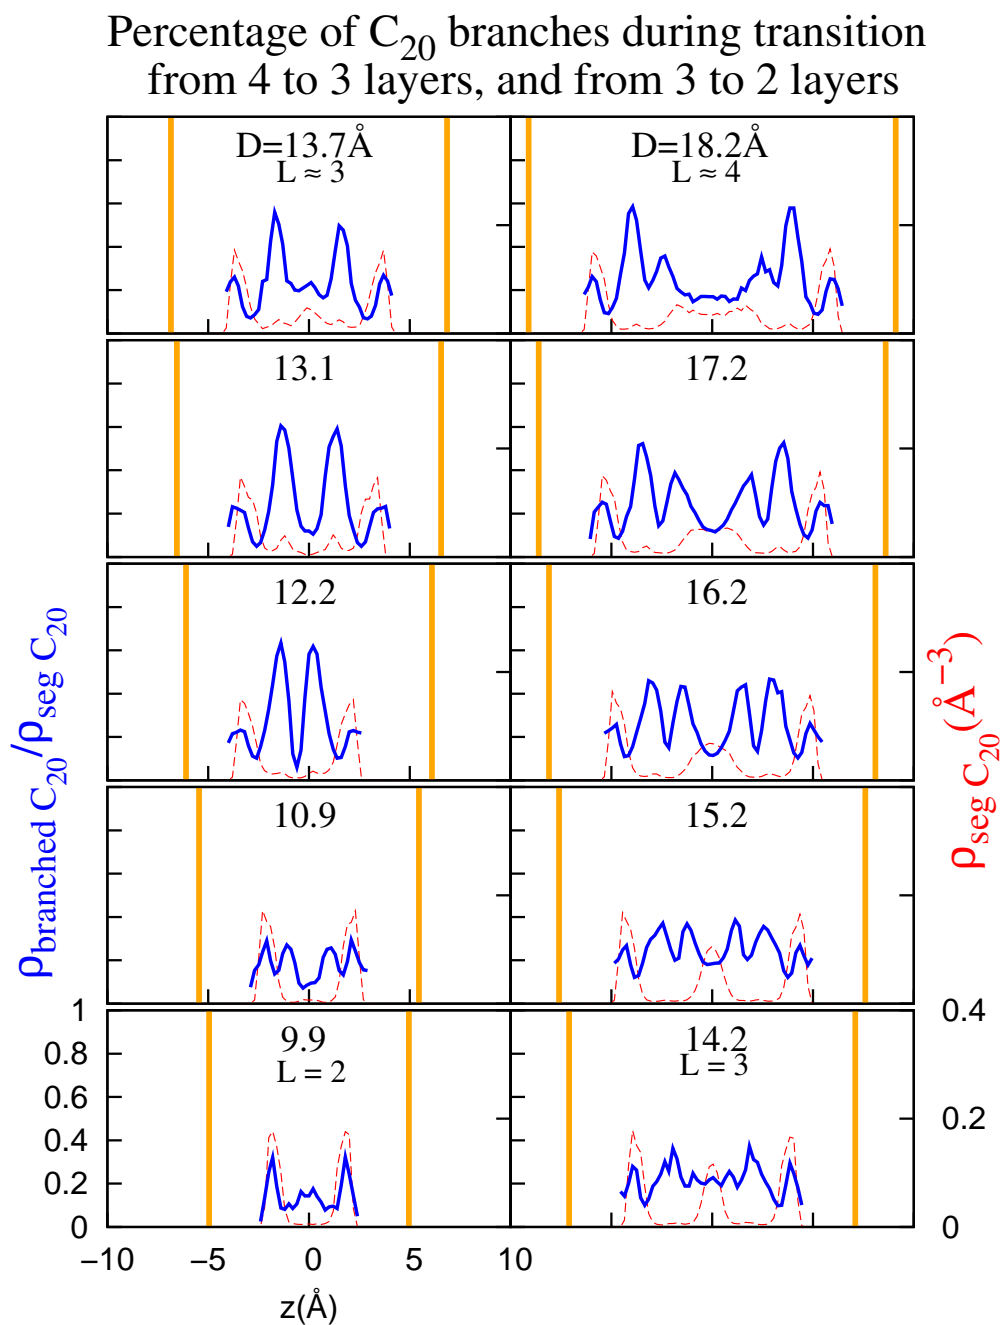 Percentage of C20 branches during transition
from 4 to 3 layers, and from 3 to 2 layers
D=13.7Å
L ≈ 3
D=18.2Å
L ≈ 4
13.1
17.2
12.2
16.2
10.9
15.2
9.9
L = 2
14.2
L = 3
ρbranched C20/ρseg C20
ρseg C20(Å−3)
1
0.8
0.6
0.4
0.2
0
0.4
0.2
0
−10
−5
0
5
10
z(Å)